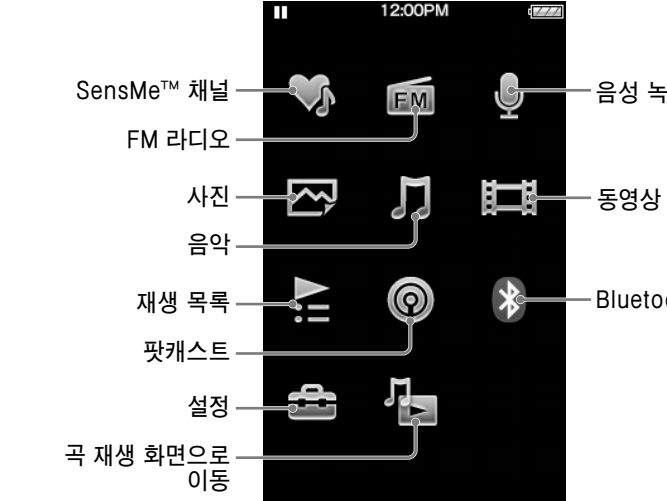 12:00PM
SensMe™ 채널
FM
음성
FM 라디오
사진
동영상
음악
재생 목록
팟캐스트
설정
곡 재생 화면으로
이동